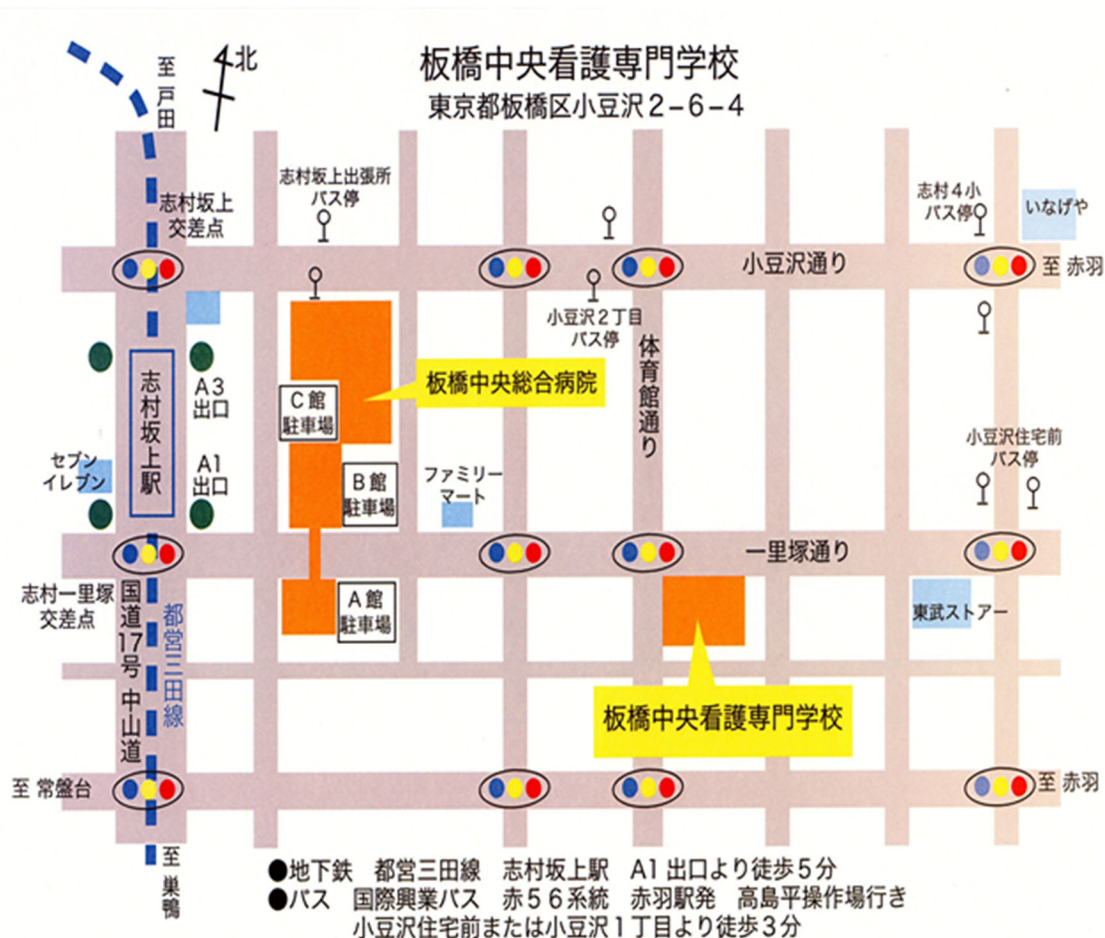 板橋中央看護専門学校
東京都板橋区小豆沢2-6-4
北
至 戸田
志村坂上
交差点
志村坂上出張所
バス停
志村4小
バス停
いなげや
小豆沢通り
至 赤羽
小豆沢2丁目
バス停
体育館通り
板橋中央総合病院
C館
駐車場
A3
出口
志村坂上駅
A1
出口
セブン
イレブン
B館
駐車場
ファミリー
マート
小豆沢住宅前
バス停
一里塚通り
志村一里塚
交差点
国道17号 中山道
都営三田線
A館
駐車場
東武ストアー
板橋中央看護専門学校
至 常盤台
至 赤羽
至 巣鴨
●地下鉄 都営三田線 志村坂上駅 A1出口より徒歩5分
●バス 国際興業バス 赤56系統 赤羽駅発 高島平操作場行き
小豆沢住宅前または小豆沢1丁目より徒歩3分